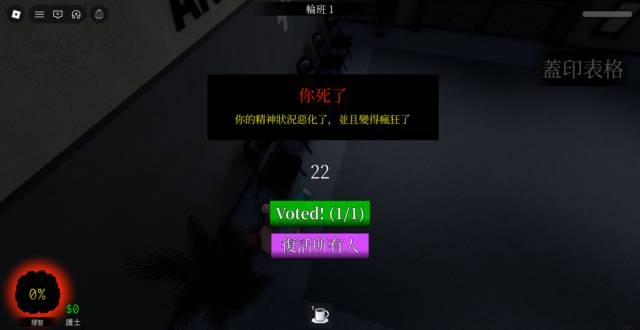 輪班 1
蓋印表格
你死了
你的精神狀況惡化了，並且變得瘋狂了
22
Voted! (1/1)
復活所有人
0%
理智
$0
護士
1